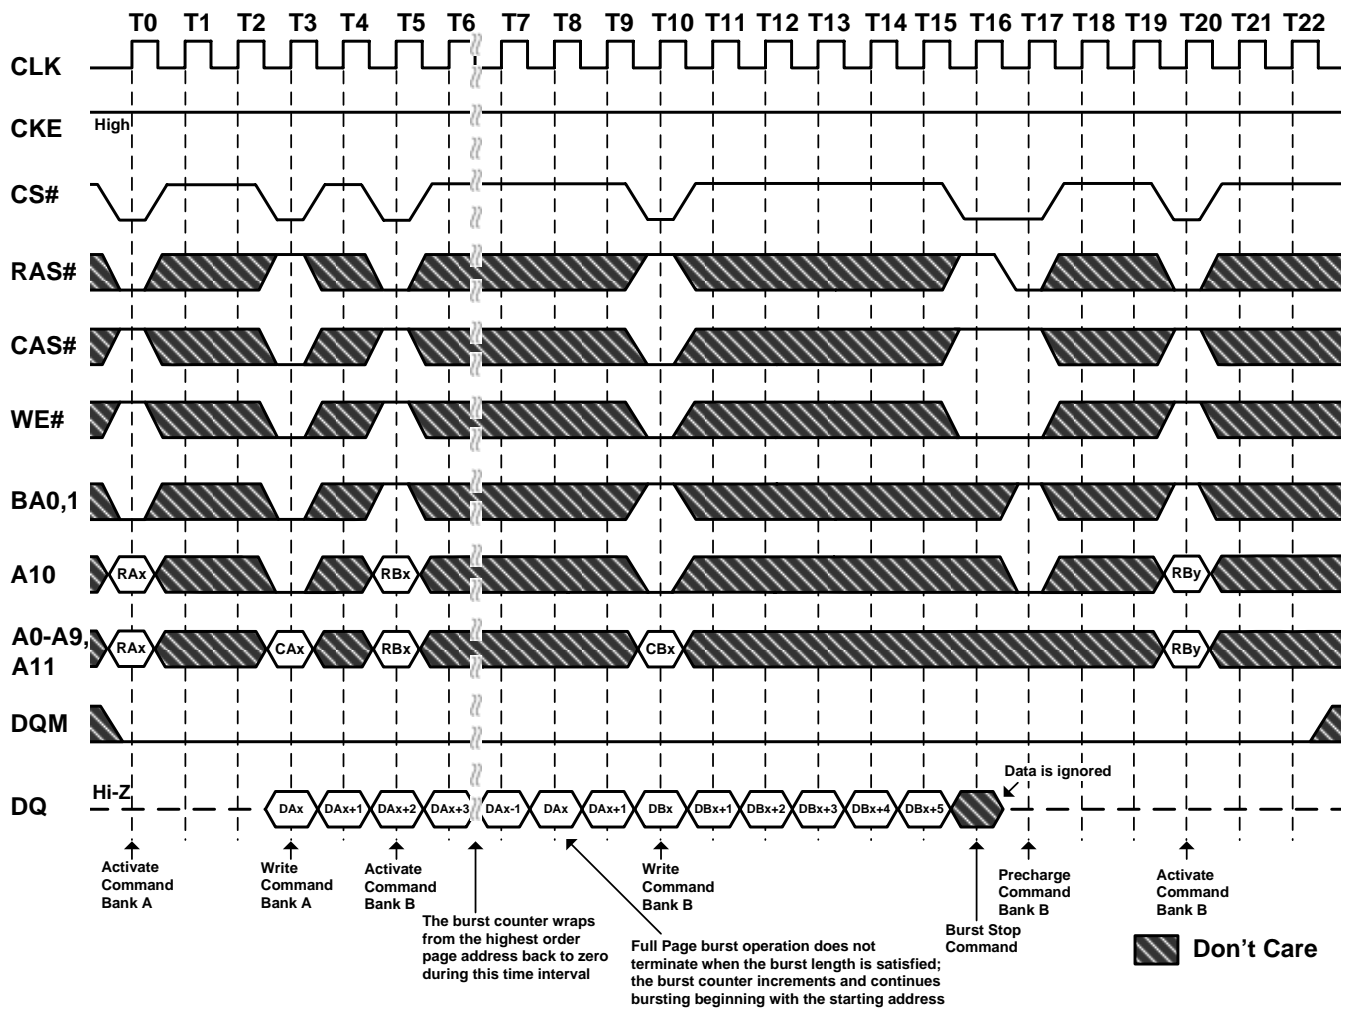 T0 T1 T2 T3 T4 T5 T6 T7 T8 T9 T10 T11 T12 T13 T14 T15 T16 T17 T18 T19 T20 T21 T22
CLK
CKE High
CS#
RAS#
CAS#
WE#
BA0,1
A10 RAx RBx RBy
A0-A9,
A11
RAx CAx RBx CBx RBy
DQM
DQ Hi-Z DAx DAx+1 DAx+2 DAx+3 DAx-1 DAx DAx+1 DBx DBx+1 DBx+2 DBx+3 DBx+4 DBx+5
Data is ignored
Activate
Command
Bank A
Write
Command
Bank A
Activate
Command
Bank B
The burst counter wraps
from the highest order
page address back to zero
during this time interval
Full Page burst operation does not
terminate when the burst length is satisfied;
the burst counter increments and continues
bursting beginning with the starting address
Write
Command
Bank B
Burst Stop
Command
Precharge
Command
Bank B
Activate
Command
Bank B
Don't Care